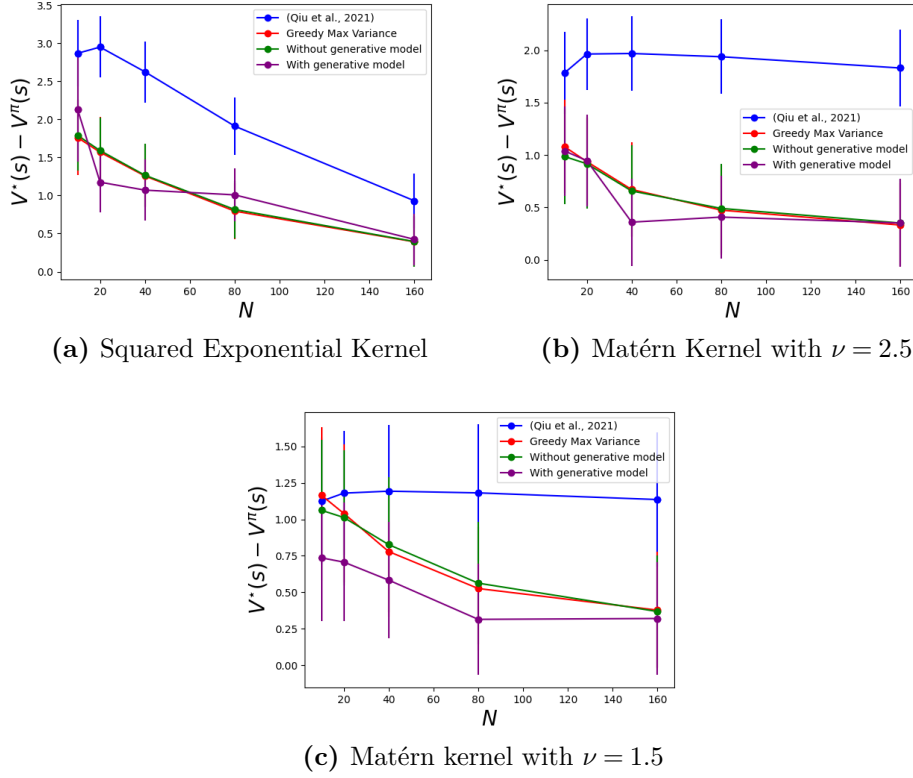 3.5
3.0
2.5
2.0
1.5
1.0
0.5
0.0
V*(s) − Vπ(s)
(Qiu et al., 2021)
Greedy Max Variance
Without generative model
With generative model
20 40 60 80 100 120 140 160
N
(a) Squared Exponential Kernel
2.0
1.5
1.0
0.5
0.0
V*(s) − Vπ(s)
(Qiu et al., 2021)
Greedy Max Variance
Without generative model
With generative model
20 40 60 80 100 120 140 160
N
(b) Matérn Kernel with ν = 2.5
1.50
1.25
1.00
0.75
0.50
0.25
0.00
V*(s) − Vπ(s)
(Qiu et al., 2021)
Greedy Max Variance
Without generative model
With generative model
20 40 60 80 100 120 140 160
N
(c) Matérn kernel with ν = 1.5